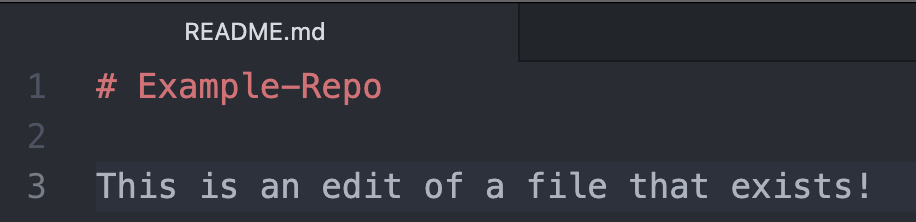 README.md
1 # Example-Repo
2
3 This is an edit of a file that exists!